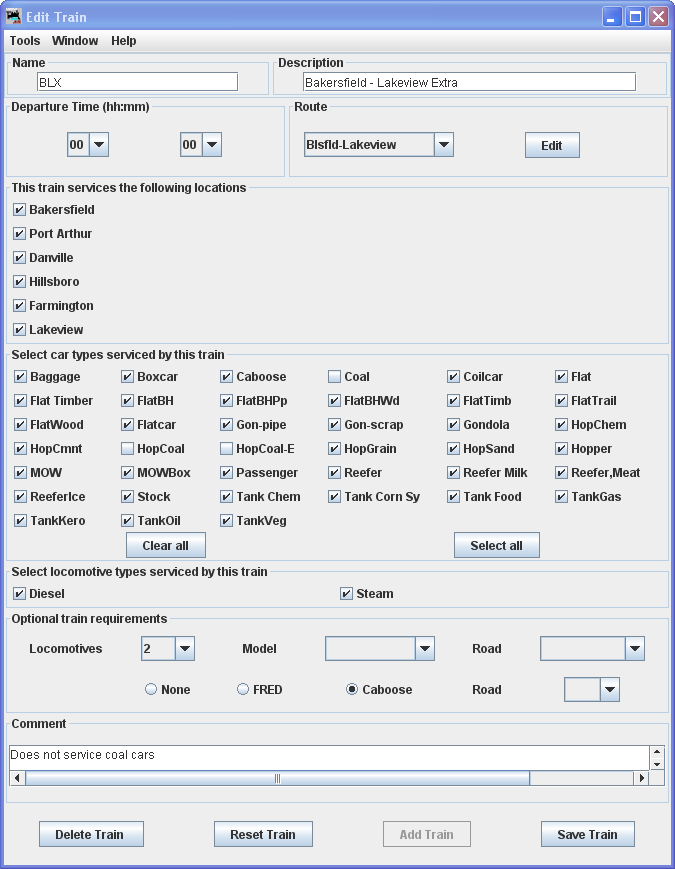 Edit Train
Tools Window Help
Name Description
BLX Bakersfield - Lakeview Extra
Departure Time (hh:mm) Route
00 00 Blsfld-Lakeview Edit
This train services the following locations
Bakersfield
Port Arthur
Danville
Hillsboro
Farmington
Lakeview
Select car types serviced by this train
Baggage Boxcar Caboose Coal Coilcar Flat
Flat Timber FlatBH FlatBHPp FlatBHWd FlatTimb FlatTrail
FlatWood Flatcar Gon-pipe Gon-scrap Gondola HopChem
HopCmnt HopCoal HopCoal-E HopGrain HopSand Hopper
MOW MOWBox Passenger Reefer Reefer Milk Reefer,Meat
ReeferIce Stock Tank Chem Tank Corn Sy Tank Food TankGas
TankKero TankOil TankVeg
Clear all Select all
Select locomotive types serviced by this train
Diesel Steam
Optional train requirements
Locomotives 2 Model Road
None FRED Caboose Road
Comment
Does not service coal cars
Delete Train Reset Train Add Train Save Train